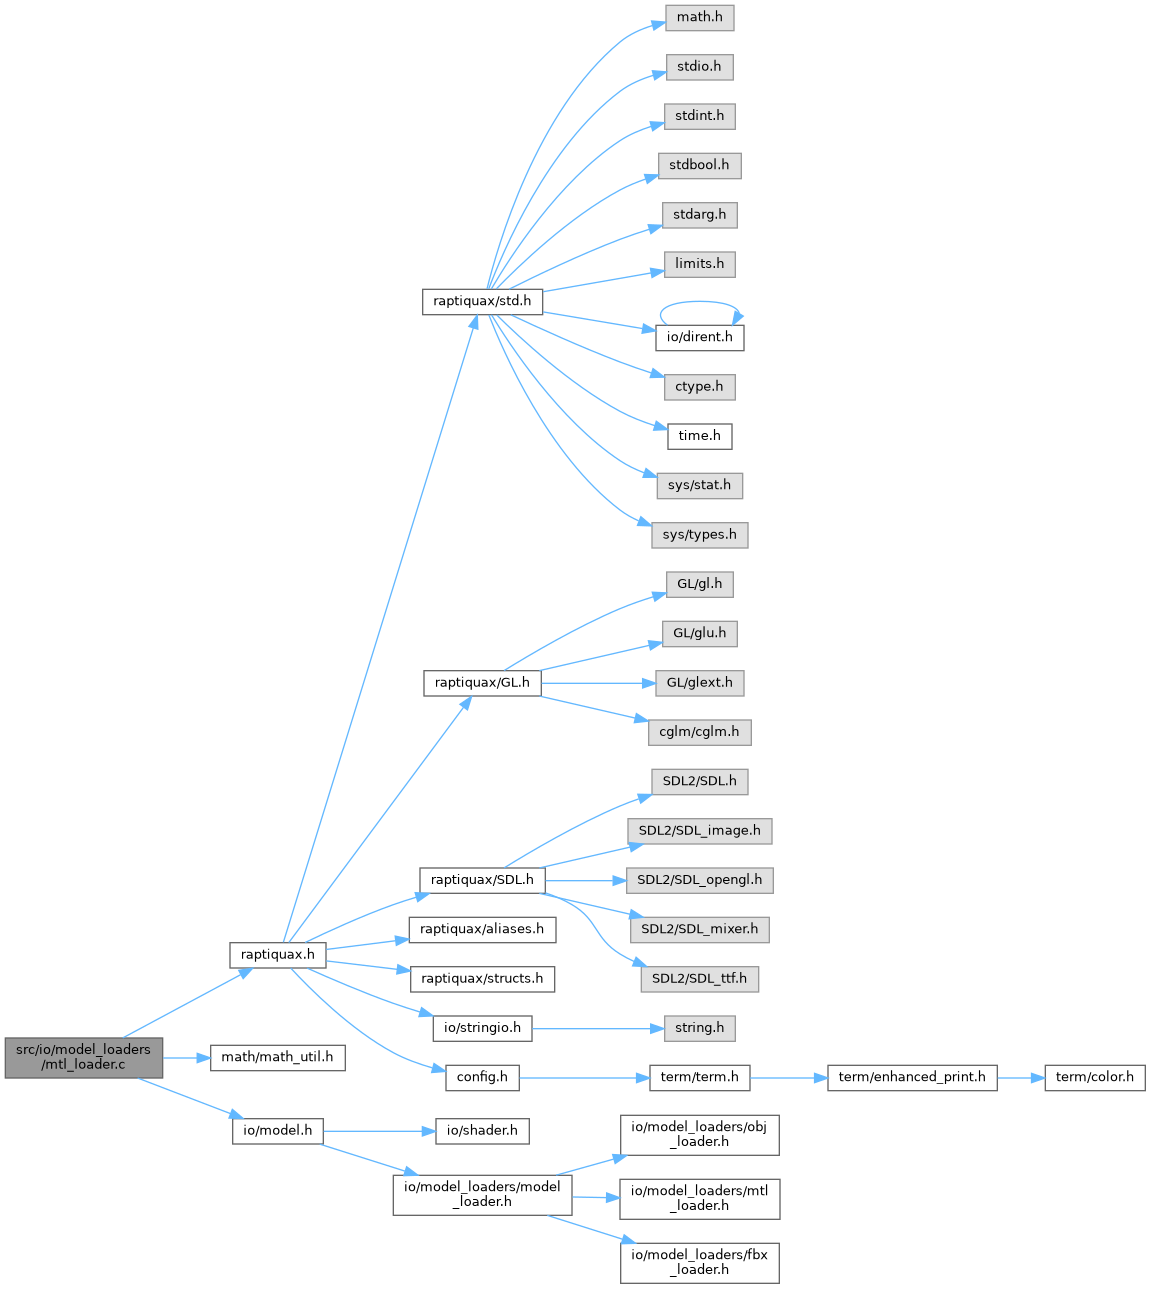 math.h
stdio.h
stdint.h
stdbool.h
stdarg.h
limits.h
raptiquax/std.h
io/dirent.h
ctype.h
time.h
sys/stat.h
sys/types.h
GL/gl.h
GL/glu.h
raptiquax/GL.h
GL/glext.h
cglm/cglm.h
SDL2/SDL.h
SDL2/SDL_image.h
raptiquax/SDL.h
SDL2/SDL_opengl.h
raptiquax/aliases.h
SDL2/SDL_mixer.h
raptiquax.h
raptiquax/structs.h
SDL2/SDL_ttf.h
io/stringio.h
string.h
src/io/model_loaders
/mtl_loader.c
math/math_util.h
config.h
term/term.h
term/enhanced_print.h
term/color.h
io/model.h
io/shader.h
io/model_loaders/obj
_loader.h
io/model_loaders/model
_loader.h
io/model_loaders/mtl
_loader.h
io/model_loaders/fbx
_loader.h